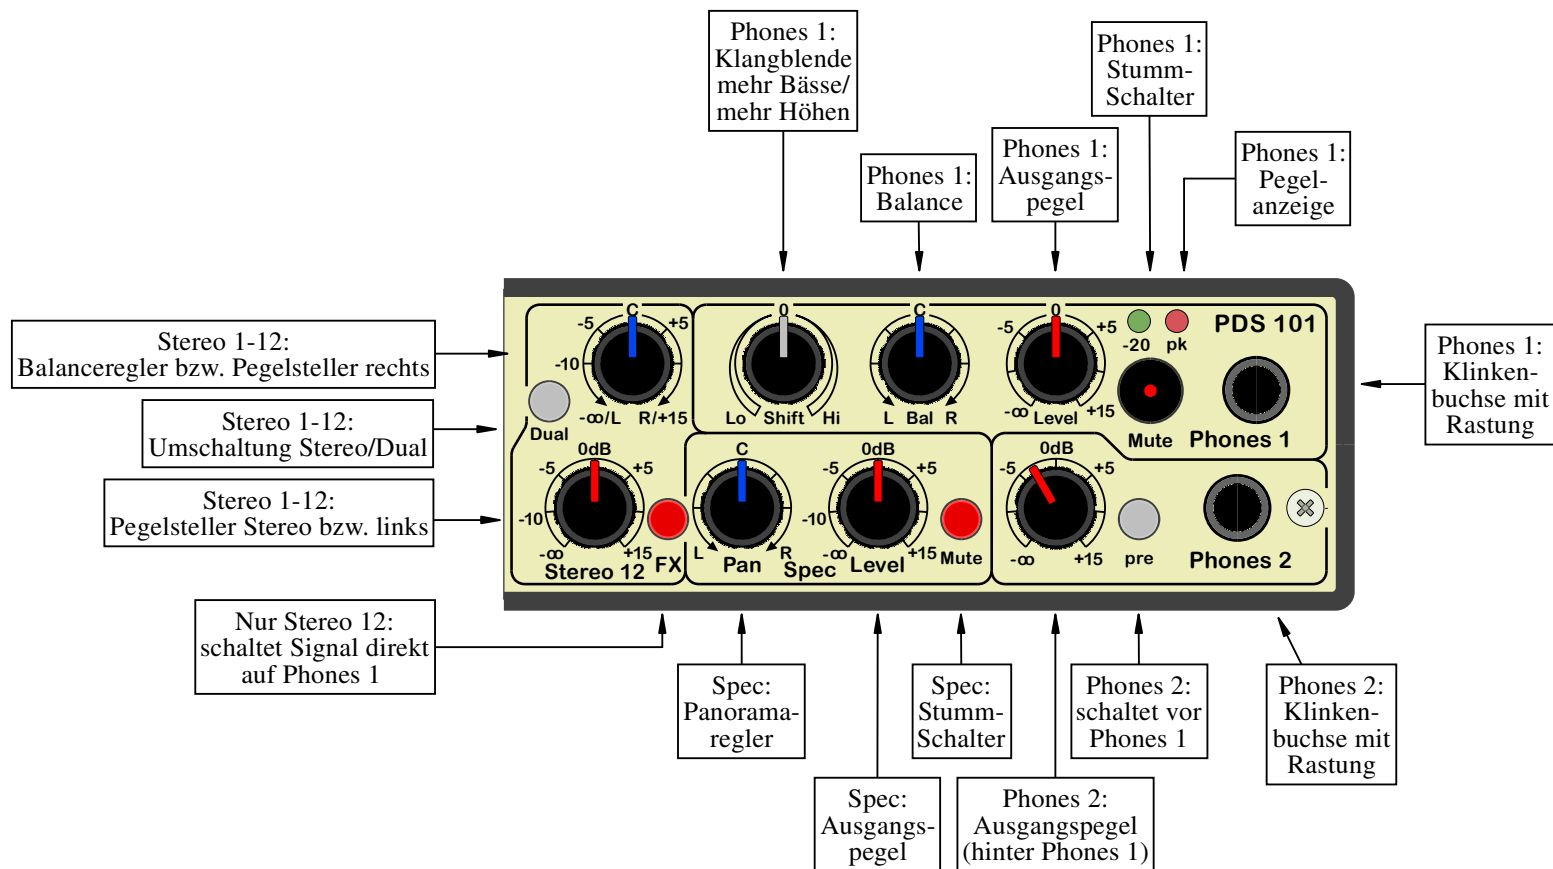 Phones 1:
Klangblende
mehr Bässe/
mehr Höhen
Phones 1:
Stumm-
Schalter
Phones 1:
Ausgangs-
pegel
Phones 1:
Balance
Phones 1:
Pegel-
anzeige
Stereo 1-12:
Balanceregler bzw. Pegelsteller rechts
Stereo 1-12:
Umschaltung Stereo/Dual
Stereo 1-12:
Pegelsteller Stereo bzw. links
Nur Stereo 12:
schaltet Signal direkt
auf Phones 1
C
-5
+5
-10
-∞/L
R/+15
Dual
0
Lo
Shift
Hi
C
L
Bal
R
0
+5
-∞
Level
+15
-20
pk
PDS 101
Mute
Phones 1
0dB
-5
+5
-10
-∞
+15
Stereo 12
FX
C
L
Pan
R
Spec
0dB
-5
+5
-10
-∞
+15
Level
Mute
0dB
-5
+5
-∞
+15
pre
Phones 2
Phones 1:
Klinken-
buchse mit
Rastung
Spec:
Panorama-
regler
Spec:
Ausgangs-
pegel
Spec:
Stumm-
Schalter
Phones 2:
Ausgangspegel
(hinter Phones 1)
Phones 2:
schaltet vor
Phones 1
Phones 2:
Klinken-
buchse mit
Rastung